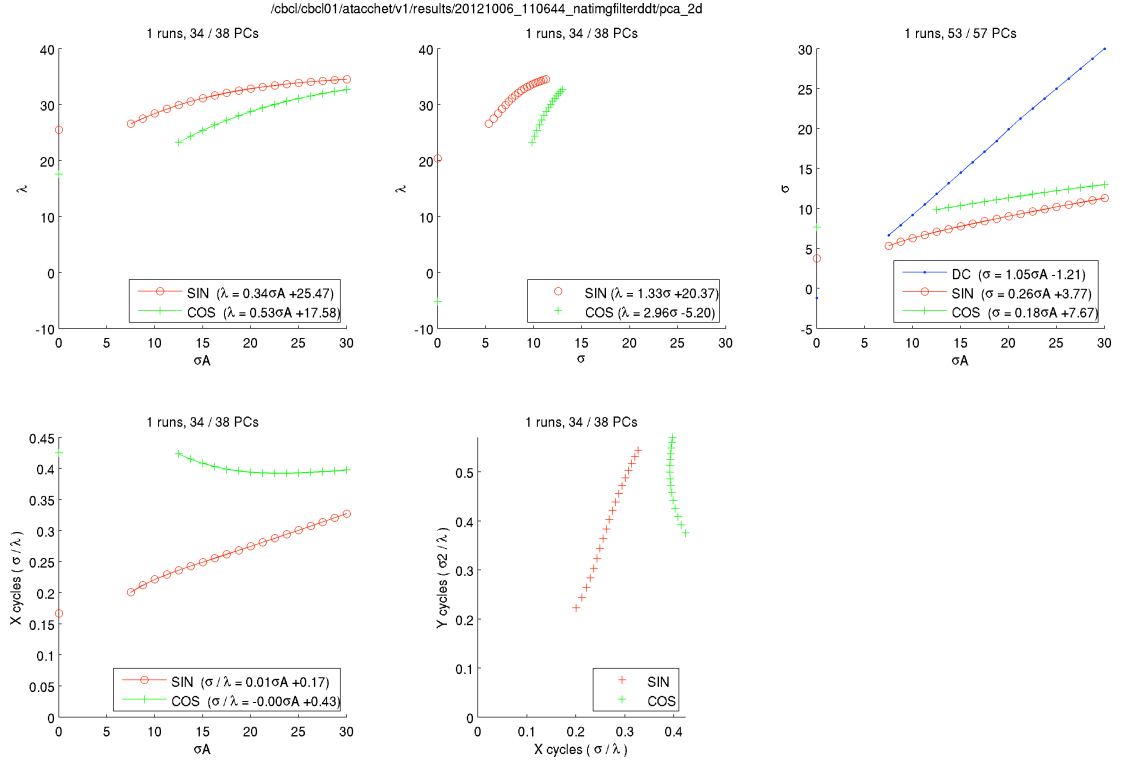 /cbcl/cbcl01/atacchet/v1/results/20121006_110644_natimgfilterddt/pca_2d
1 runs, 34 / 38 PCs
40
30
20
10
0
-10
λ
0 5 10 15 20 25 30
σA
SIN (λ = 0.34σA +25.47)
COS (λ = 0.53σA +17.58)
1 runs, 34 / 38 PCs
40
30
20
10
0
-10
λ
0 5 10 15 20 25 30
σ
SIN (λ = 1.33σ +20.37)
COS (λ = 2.96σ -5.20)
1 runs, 53 / 57 PCs
30
25
20
15
10
5
0
-5
σ
0 5 10 15 20 25 30
σA
DC (σ = 1.05σA -1.21)
SIN (σ = 0.26σA +3.77)
COS (σ = 0.18σA +7.67)
1 runs, 34 / 38 PCs
0.45
0.4
0.35
0.3
0.25
0.2
0.15
0.1
0.05
0
X cycles ( σ / λ )
0 5 10 15 20 25 30
σA
SIN (σ / λ = 0.01σA +0.17)
COS (σ / λ = -0.00σA +0.43)
1 runs, 34 / 38 PCs
0.5
0.4
0.3
0.2
0.1
0
Y cycles ( σ2 / λ )
0 0.1 0.2 0.3 0.4
X cycles ( σ / λ )
SIN
COS